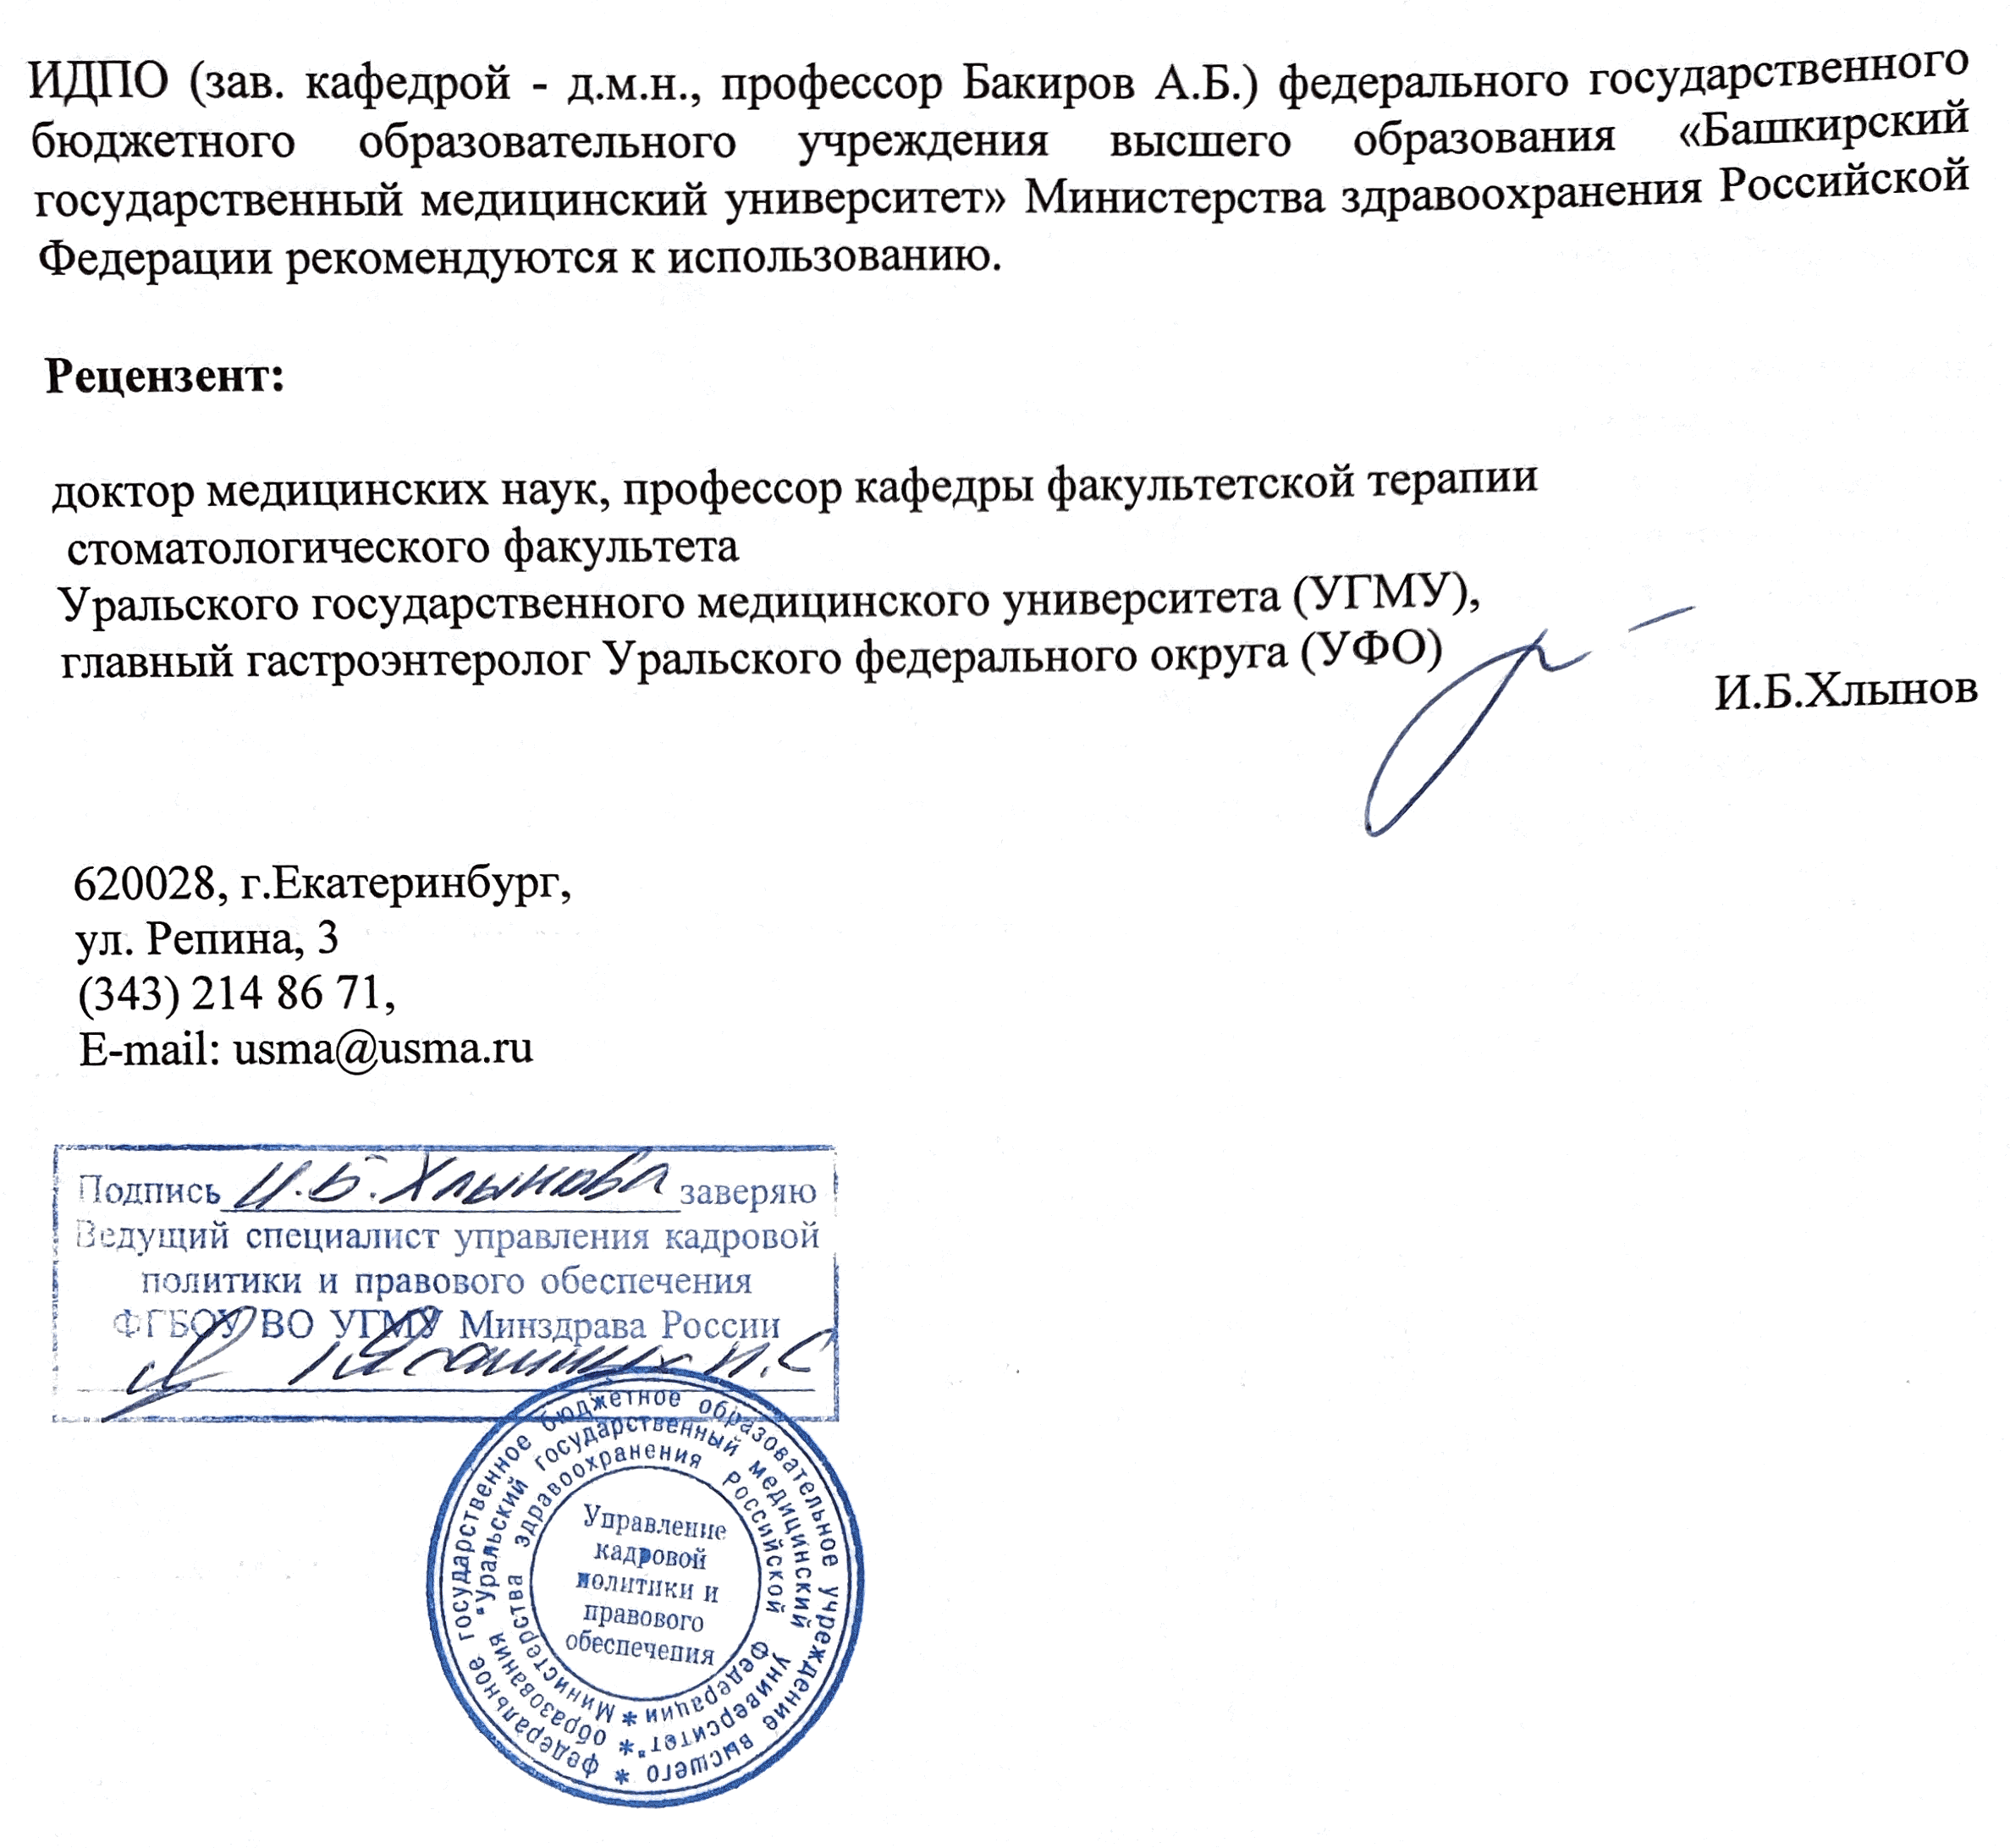 ИДПО (зав. кафедрой - д.м.н., профессор Бакиров А.Б.) федерального государственного
бюджетного образовательного учреждения высшего образования «Башкирский
государственный медицинский университет» Министерства здравоохранения Российской
Федерации рекомендуются к использованию.
Рецензент:
доктор медицинских наук, профессор кафедры факультетской терапии
стоматологического факультета
Уральского государственного медицинского университета (УГМУ),
главный гастроэнтеролог Уральского федерального округа (УФО)
И.Б.Хлынов
620028, г.Екатеринбург,
ул. Репина, 3
(343) 214 86 71,
E-mail: usma@usma.ru
Подпись И.Б. Хлынова заверяю
Ведущий специалист управления кадровой
политики и правового обеспечения
ФГБОУ ВО УГМУ Минздрава России
федеральное государственное бюджетное образовательное учреждение высшего *
образования "Уральский государственный медицинский университет" *
Министерства здравоохранения Российской Федерации *
Управление
кадровой
политики и
правового
обеспечения